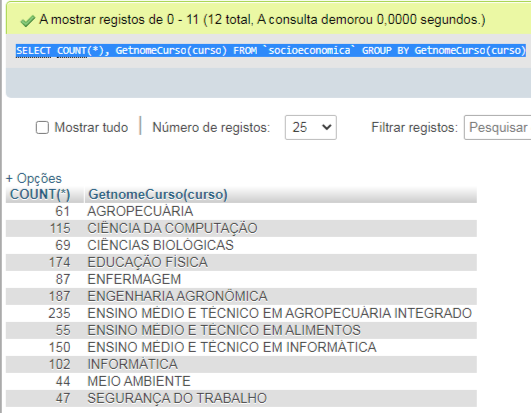 A mostrar registos de 0 - 11 (12 total, A consulta demorou 0,0000 segundos.)
SELECT COUNT(*), GetnomeCurso(curso) FROM `socioeconomica` GROUP BY GetnomeCurso(curso)
Mostrar tudo | Número de registos: 25 Filtrar registos: Pesquisar
+ Opções
COUNT(*) GetnomeCurso(curso)
61 AGROPECUÁRIA
115 CIÊNCIA DA COMPUTAÇÃO
69 CIÊNCIAS BIOLÓGICAS
174 EDUCAÇÃO FÍSICA
87 ENFERMAGEM
187 ENGENHARIA AGRONÔMICA
235 ENSINO MÉDIO E TÉCNICO EM AGROPECUÁRIA INTEGRADO
55 ENSINO MÉDIO E TÉCNICO EM ALIMENTOS
150 ENSINO MÉDIO E TÉCNICO EM INFORMÁTICA
102 INFORMÁTICA
44 MEIO AMBIENTE
47 SEGURANÇA DO TRABALHO